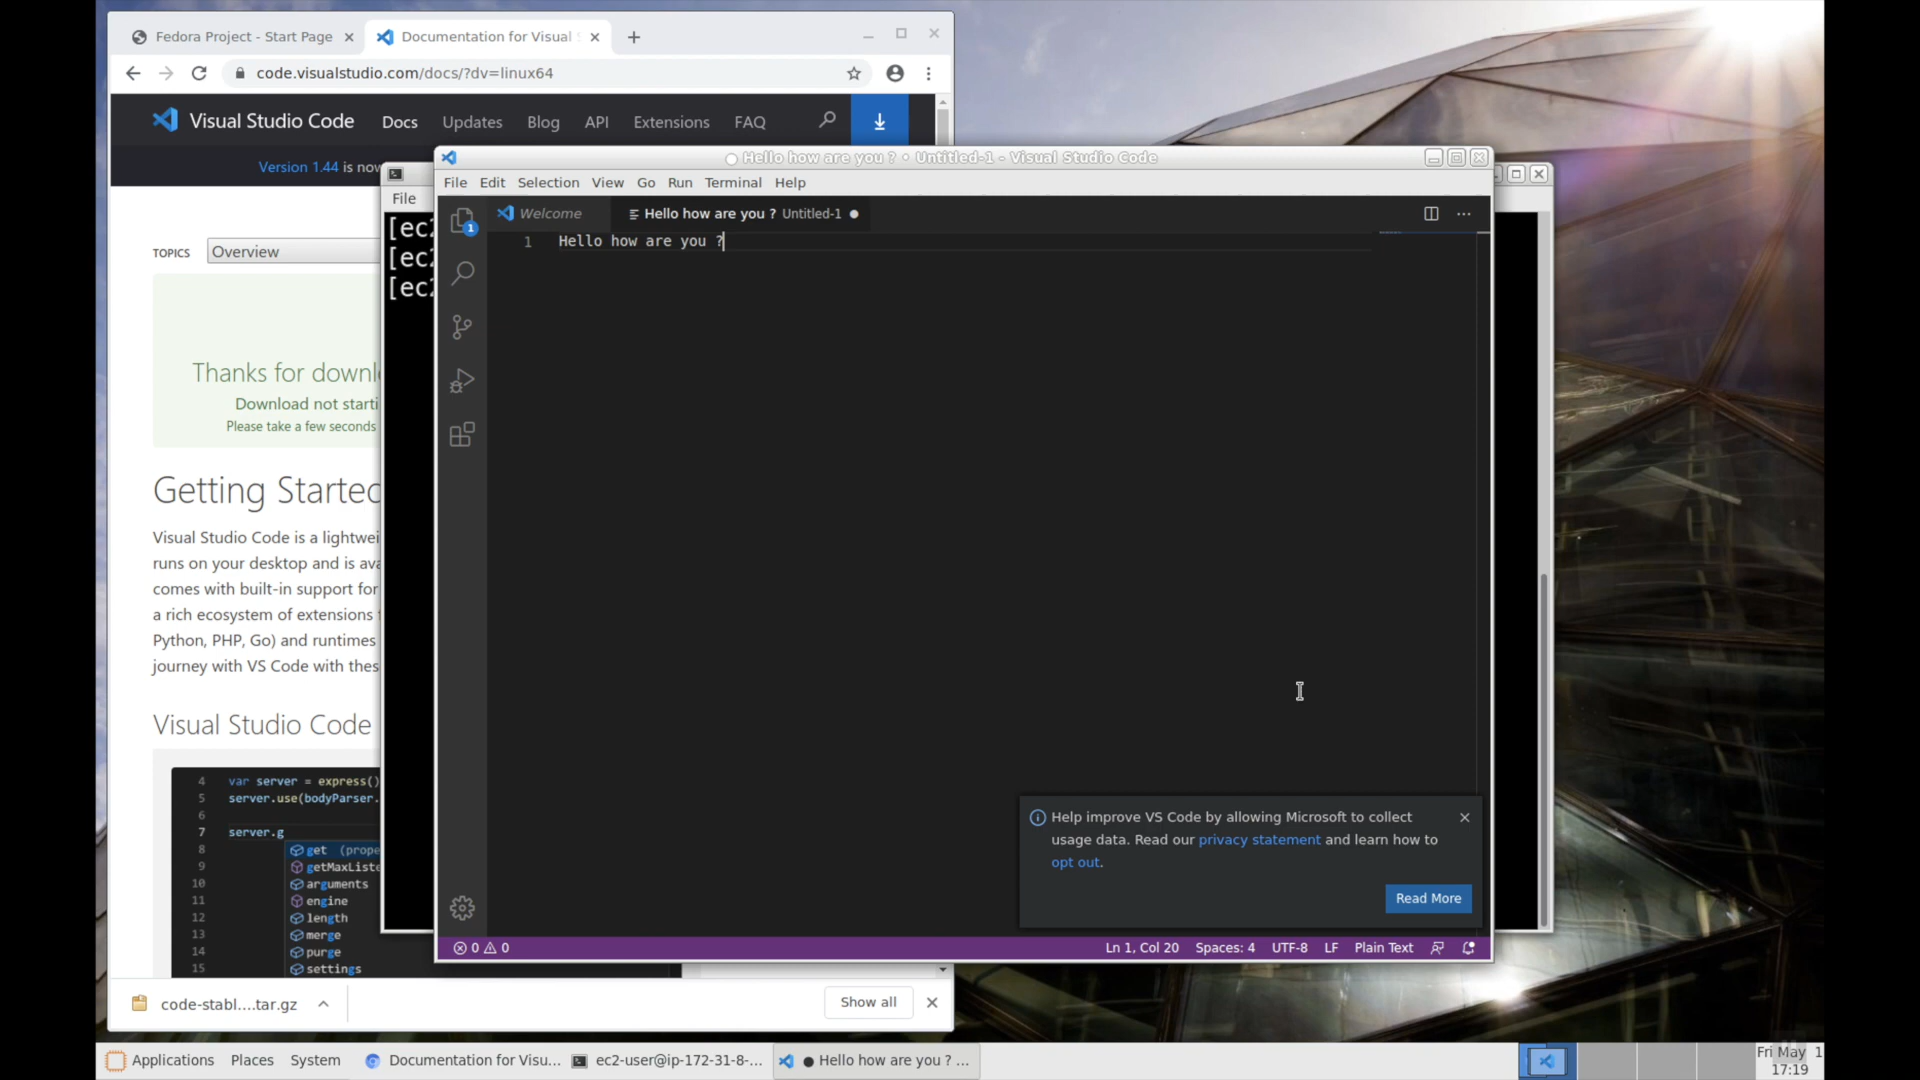 Fedora Project - Start Page
Documentation for Visual
code.visualstudio.com/docs/?dv=linux64
Visual Studio Code
Docs
Updates
Blog
API
Extensions
FAQ
Version 1.44 is now
TOPICS
Overview
Thanks for downl
Download not starti
Please take a few seconds
Getting Started
Visual Studio Code is a lightwei
runs on your desktop and is ava
comes with built-in support for
a rich ecosystem of extensions
Python, PHP, Go) and runtimes
journey with VS Code with thes
Visual Studio Code
4 var server = express()
5 server.use(bodyParser.
6
7 server.g
8 get (prope
9 getMaxListe
10 arguments
11 engine
12 length
13 merge
14 purge
15 settings
code-stabl....tar.gz
Show all
File
[ec2
[ec2
[ec2
Hello how are you ? • Untitled-1 - Visual Studio Code
File Edit Selection View Go Run Terminal Help
1
Welcome
Hello how are you ? Untitled-1
1 Hello how are you ?
Help improve VS Code by allowing Microsoft to collect
usage data. Read our privacy statement and learn how to
opt out.
Read More
0 0
Ln 1, Col 20
Spaces: 4
UTF-8
LF
Plain Text
Applications
Places
System
Documentation for Visu...
ec2-user@ip-172-31-8-...
● Hello how are you ? ...
Fri May 1
17:19